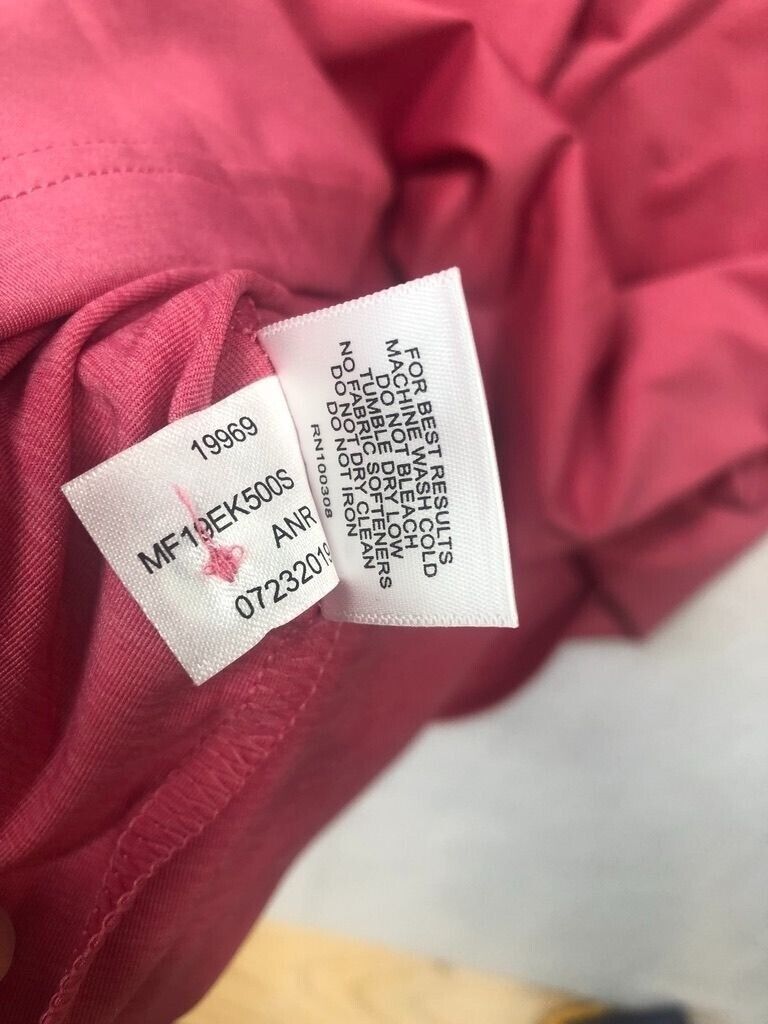 19969
MF19EK500S
ANR
07232019
FOR BEST RESULTS
MACHINE WASH COLD
DO NOT BLEACH
TUMBLE DRY LOW
NO FABRIC SOFTENERS
DO NOT DRY CLEAN
DO NOT IRON
RN100308